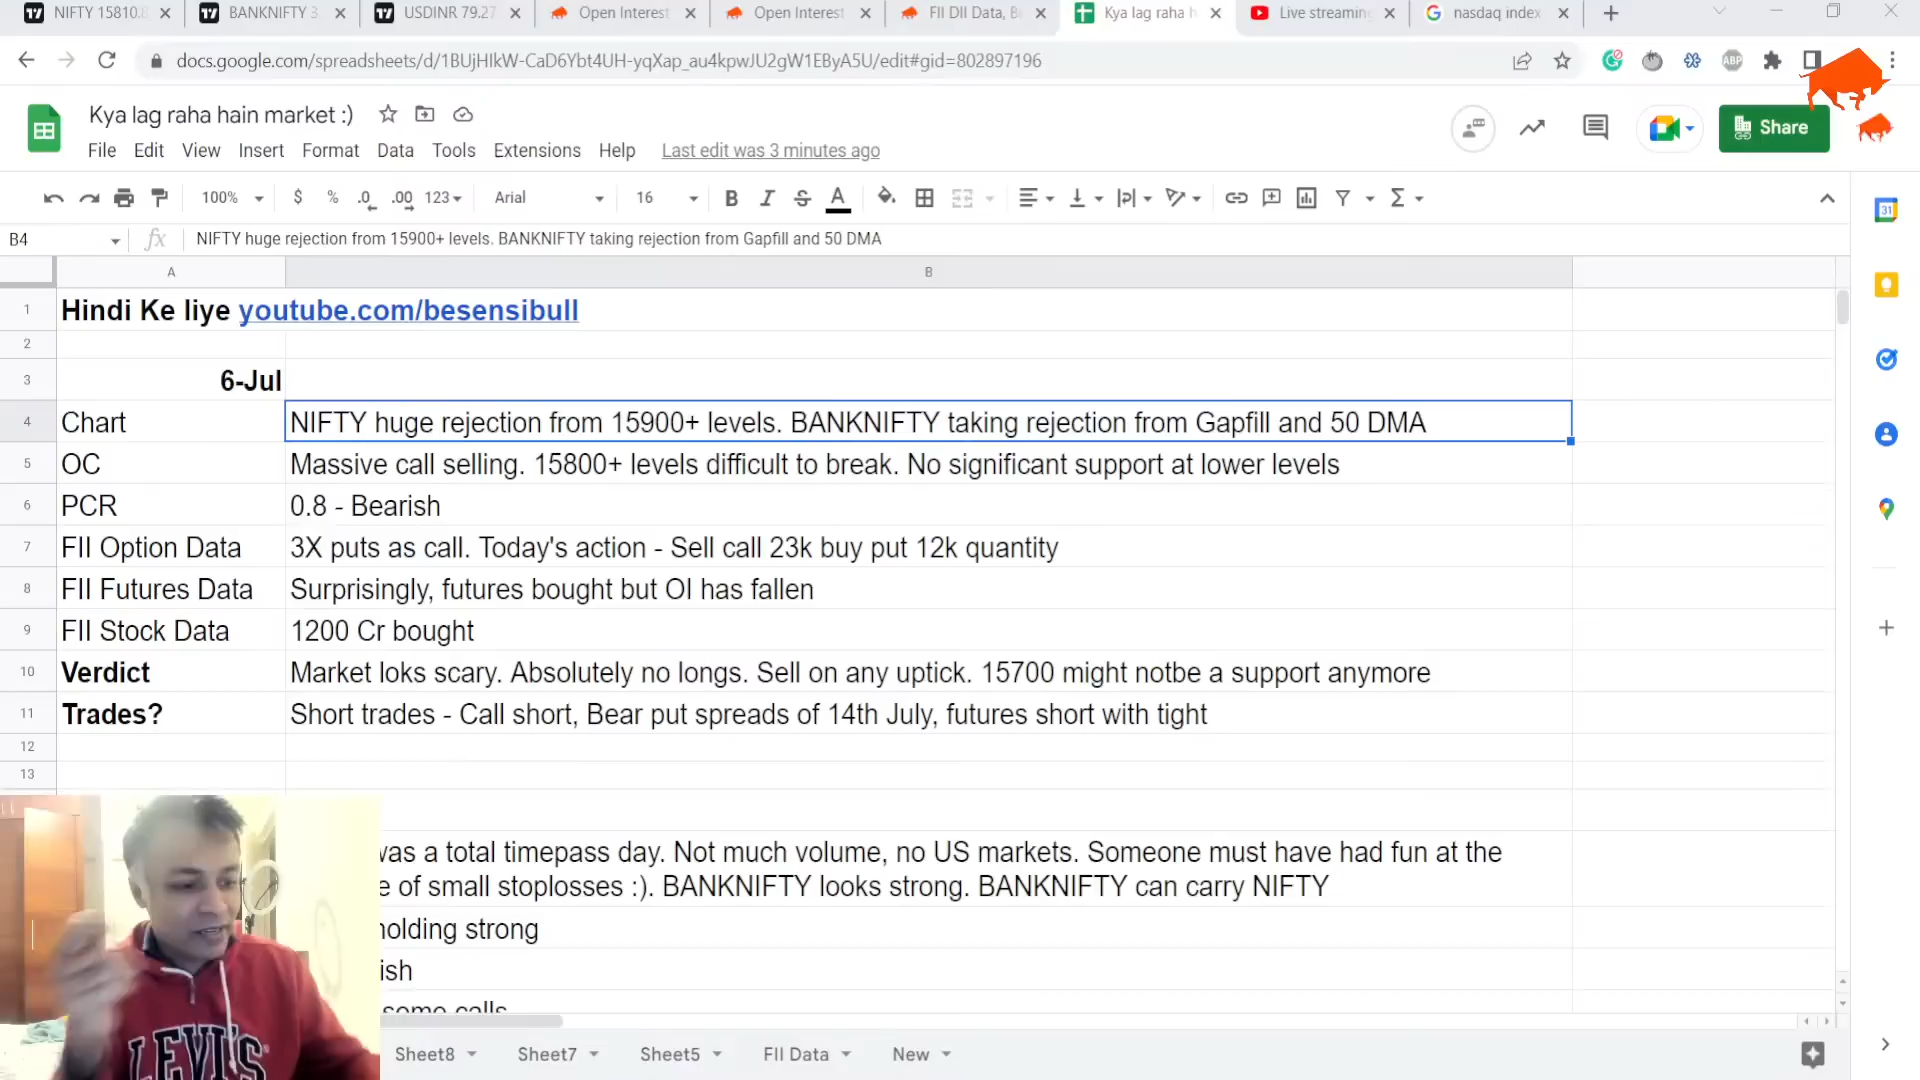 NIFTY 15810.8
BANKNIFTY 3
USDINR 79.27
Open Interest
Open Interest
FII DII Data, B
Kya lag raha h
Live streaming
nasdaq index
docs.google.com/spreadsheets/d/1BUjHIkW-CaD6Ybt4UH-yqXap_au4kpwJU2gW1EByA5U/edit#gid=802897196
ABP
Kya lag raha hain market :)
Share
File Edit View Insert Format Data Tools Extensions Help Last edit was 3 minutes ago
100% $ % .0 .00 123 Arial 16 B I S A
31
B4 fx NIFTY huge rejection from 15900+ levels. BANKNIFTY taking rejection from Gapfill and 50 DMA
A B
1 Hindi Ke liye youtube.com/besensibull
2
3 6-Jul
4 Chart NIFTY huge rejection from 15900+ levels. BANKNIFTY taking rejection from Gapfill and 50 DMA
5 OC Massive call selling. 15800+ levels difficult to break. No significant support at lower levels
6 PCR 0.8 - Bearish
7 FII Option Data 3X puts as call. Today's action - Sell call 23k buy put 12k quantity
8 FII Futures Data Surprisingly, futures bought but OI has fallen
9 FII Stock Data 1200 Cr bought
10 Verdict Market loks scary. Absolutely no longs. Sell on any uptick. 15700 might notbe a support anymore
11 Trades? Short trades - Call short, Bear put spreads of 14th July, futures short with tight
12
13
was a total timepass day. Not much volume, no US markets. Someone must have had fun at the
e of small stoplosses :). BANKNIFTY looks strong. BANKNIFTY can carry NIFTY
holding strong
ish
some calls
LEVI'S
Sheet8 Sheet7 Sheet5 FII Data New